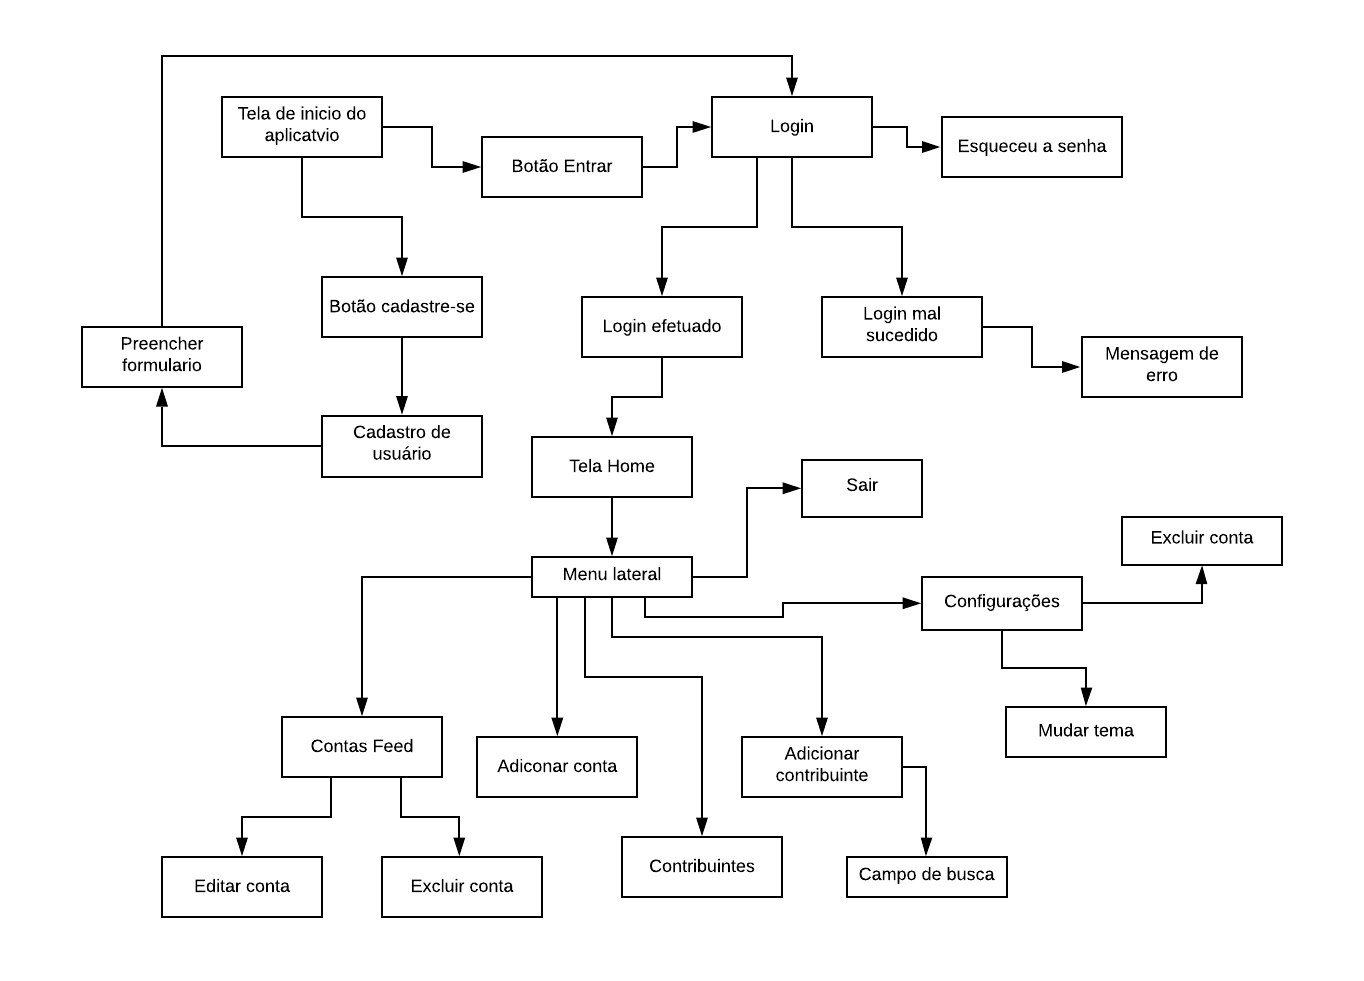 Tela de inicio do
aplicatvio
Botão Entrar
Login
Esqueceu a senha
Botão cadastre-se
Login efetuado
Login mal
sucedido
Preencher
formulario
Mensagem de
erro
Cadastro de
usuário
Tela Home
Sair
Excluir conta
Menu lateral
Configurações
Mudar tema
Contas Feed
Adiconar conta
Adicionar
contribuinte
Contribuintes
Campo de busca
Editar conta
Excluir conta